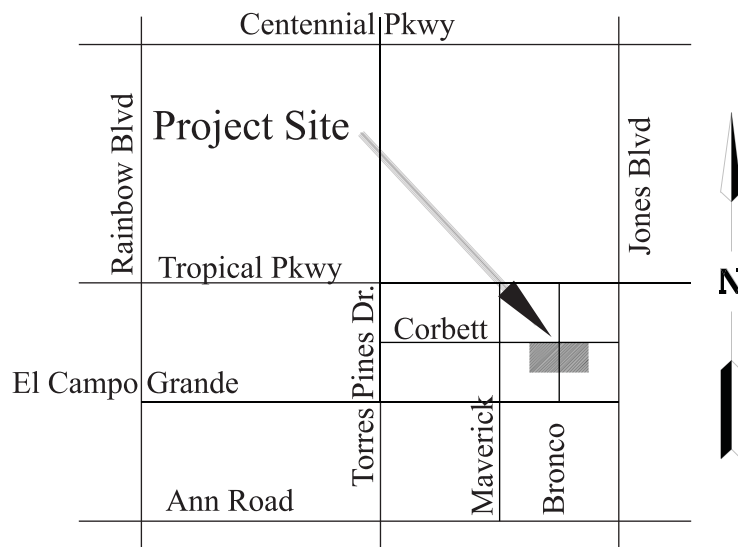 Centennial Pkwy
Project Site
Rainbow Blvd
Jones Blvd
Tropical Pkwy
N
Torres Pines Dr.
Corbett
El Campo Grande
Maverick
Bronco
Ann Road